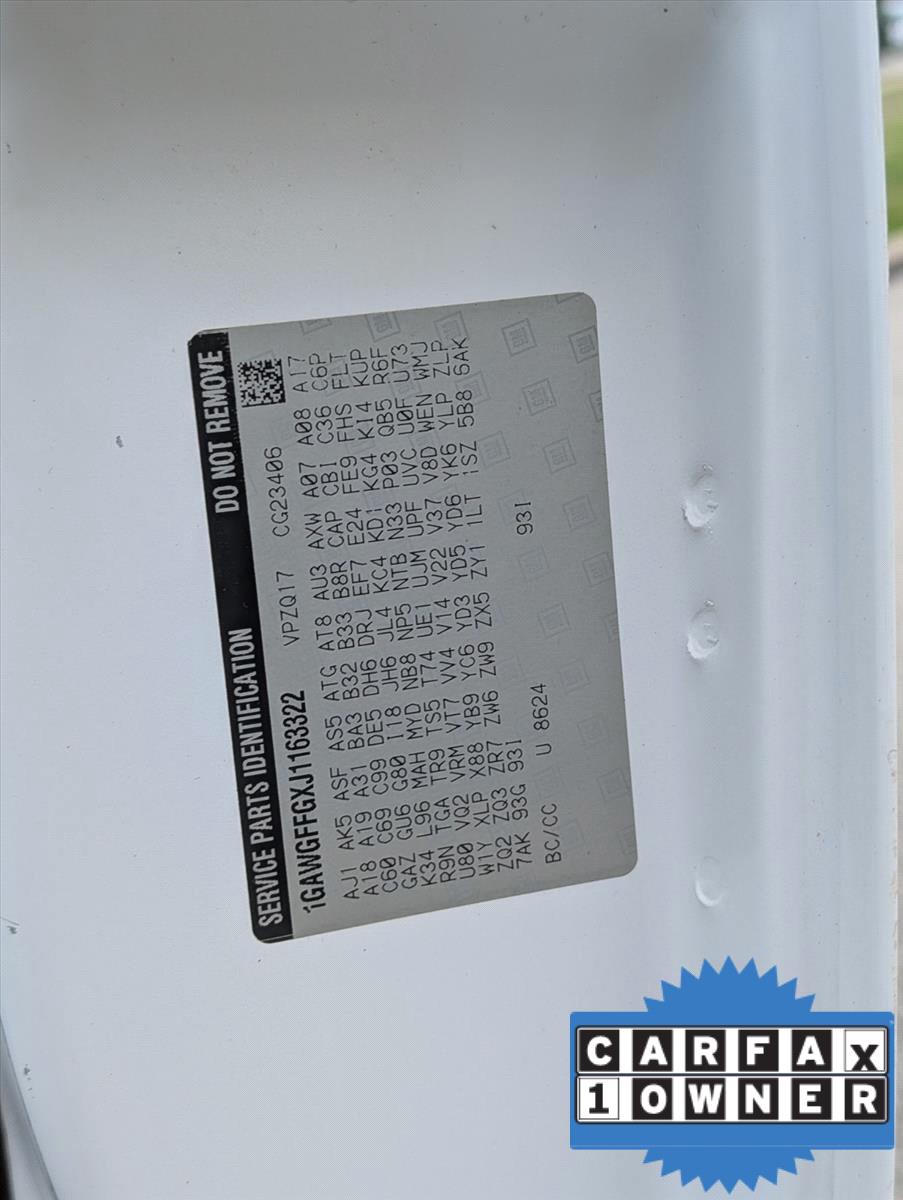 SERVICE PARTS IDENTIFICATION DO NOT REMOVE
1GAWGFFGXJ1163322 VPZQ17 CG23406
AJ1 AK5 ASF AS5 ATG AT8 AU3 AXW A07 A08 A17
A18 A19 A31 BA3 B32 B33 B8R CAP CBI C36 C6P
C60 C69 C99 DE5 DH6 DRJ EF7 E24 FE9 FHS FLT
GAZ GU6 G80 I18 JH6 JL4 KC4 KD1 KG4 KI4 KUP
K34 L96 MAH MYD NB8 NP5 NTB N33 P03 QB5 R6F
R9N TGA TR9 TS5 T74 UE1 UJM UPF UVC U0F U73
U80 VQ2 VRM VT7 VV4 V14 V22 V37 V8D WEN WMJ
W1Y XLP X88 YB9 YC6 YD3 YD5 YD6 YK6 YLP ZLP
ZQ2 ZQ3 ZR7 ZW6 ZW9 ZX5 ZY1 1LT 1SZ 5B8 6AK
7AK 93G 93I 93I
BC/CC U 8624
CARFAX
1 OWNER